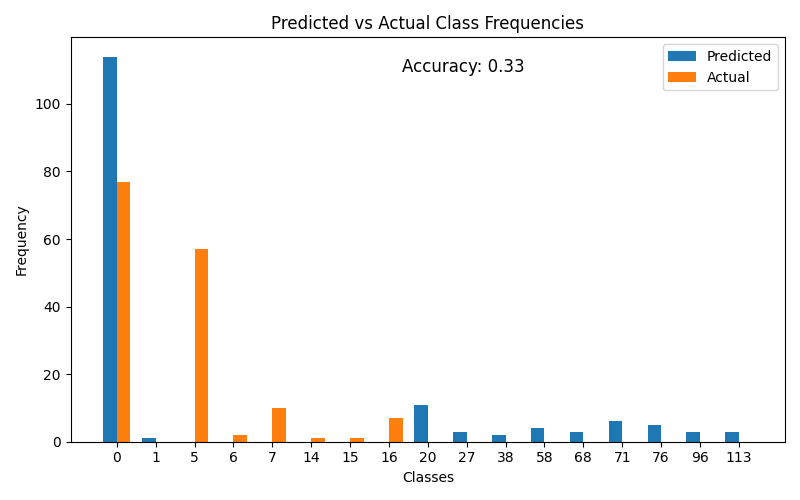 Predicted vs Actual Class Frequencies
Accuracy: 0.33
Predicted
Actual
Frequency
100
80
60
40
20
0
0 1 5 6 7 14 15 16 20 27 38 58 68 71 76 96 113
Classes